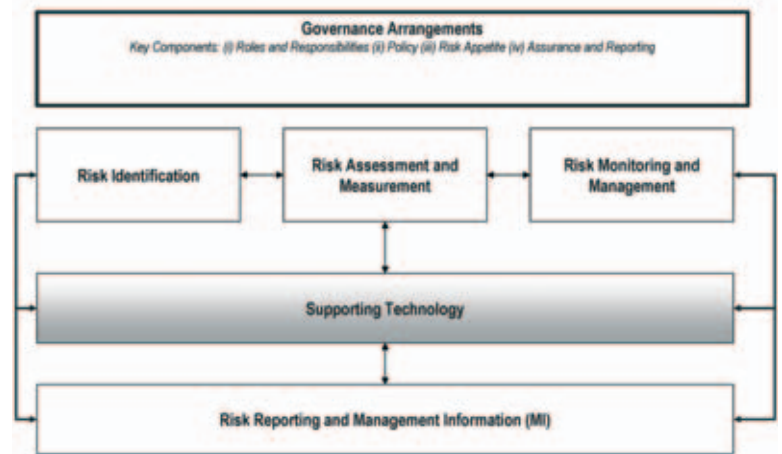 Governance Arrangements
Key Components: (i) Roles and Responsibilities (ii) Policy (iii) Risk Appetite (iv) Assurance and Reporting
Risk Identification
Risk Assessment and
Measurement
Risk Monitoring and
Management
Supporting Technology
Risk Reporting and Management Information (MI)